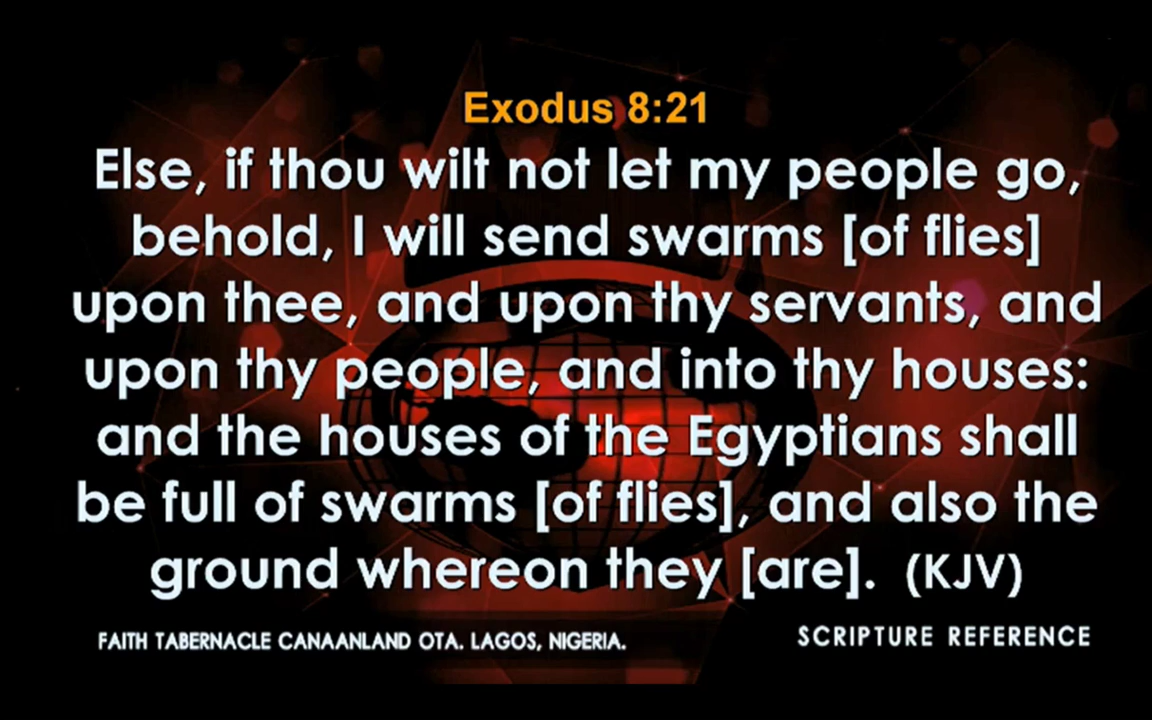 Exodus 8:21
Else, if thou wilt not let my people go,
behold, I will send swarms [of flies]
upon thee, and upon thy servants, and
upon thy people, and into thy houses:
and the houses of the Egyptians shall
be full of swarms [of flies], and also the
ground whereon they [are]. (KJV)
FAITH TABERNACLE CANAANLAND OTA. LAGOS, NIGERIA.
SCRIPTURE REFERENCE